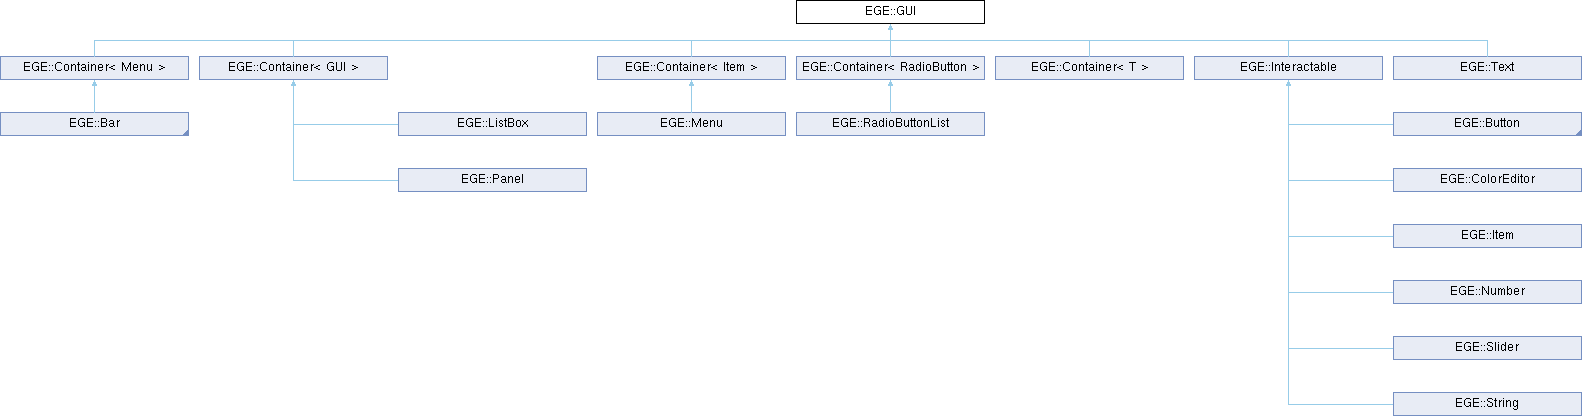 EGE::GUI
EGE::Container< Menu >
EGE::Container< GUI >
EGE::Container< Item >
EGE::Container< RadioButton >
EGE::Container< T >
EGE::Interactable
EGE::Text
EGE::Bar
EGE::ListBox
EGE::Menu
EGE::RadioButtonList
EGE::Button
EGE::Panel
EGE::ColorEditor
EGE::Item
EGE::Number
EGE::Slider
EGE::String